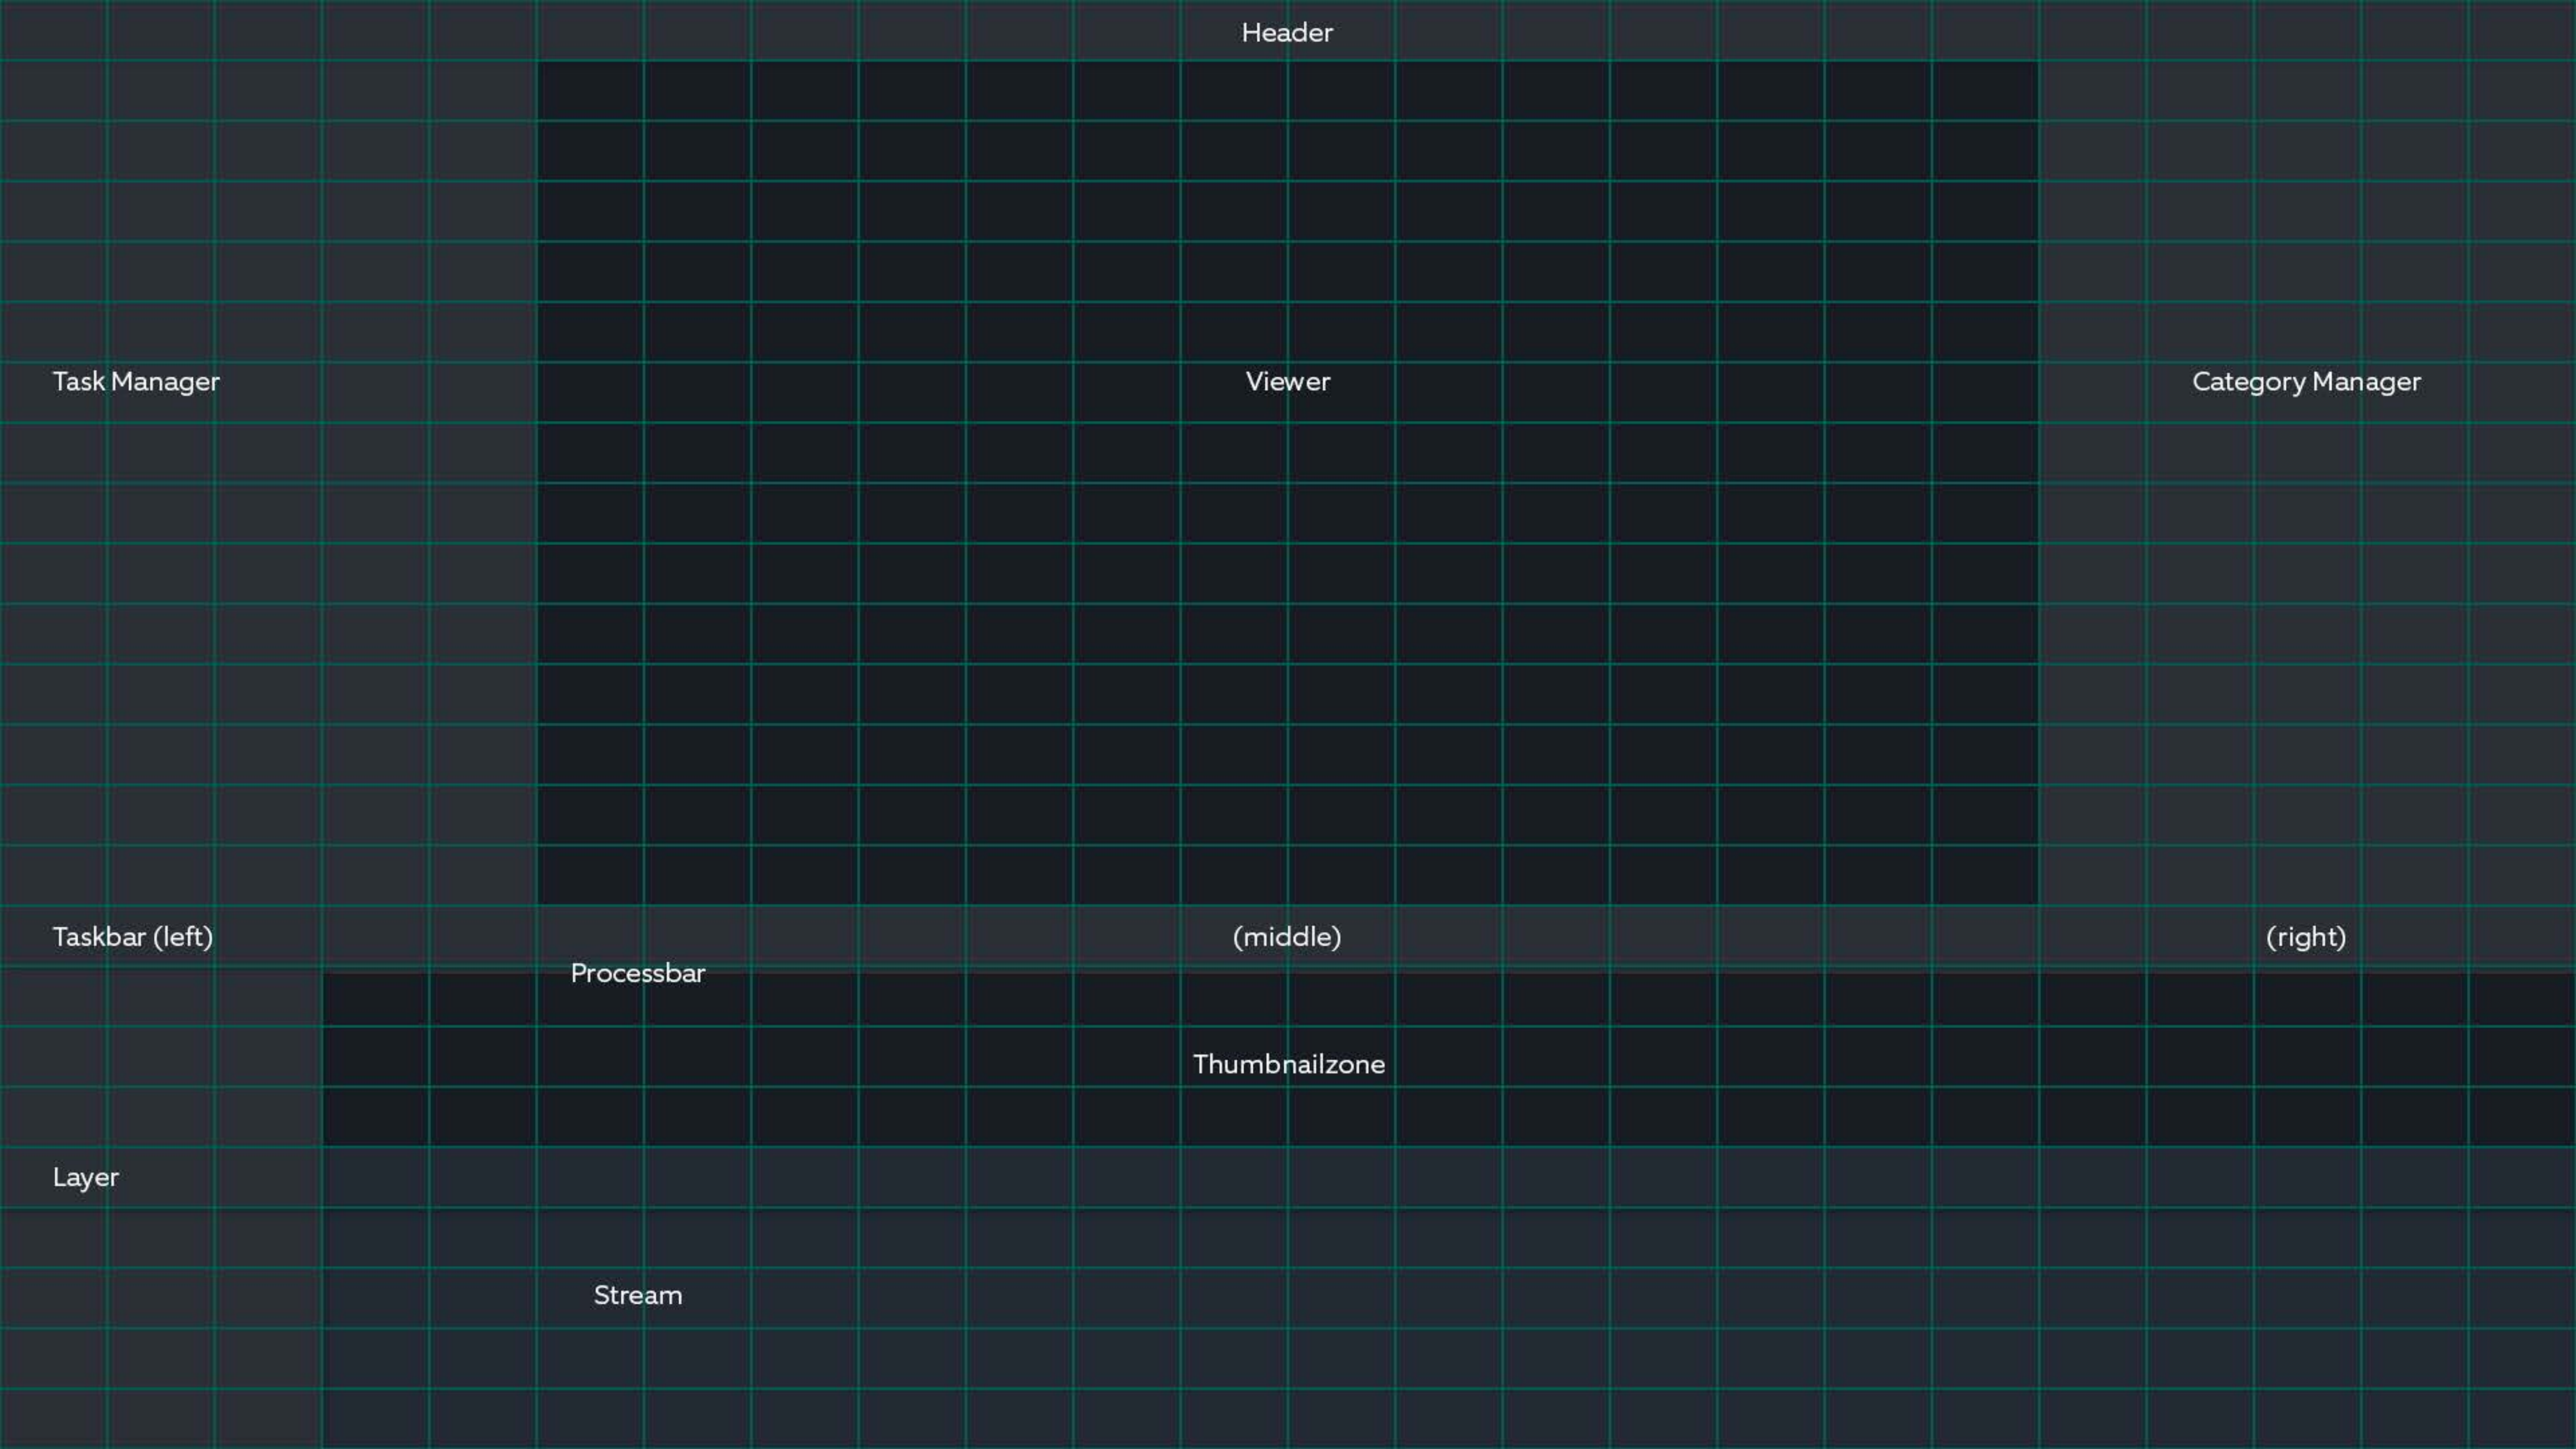 Header
Task Manager
Viewer
Category Manager
Taskbar (left)
(middle)
(right)
Processbar
Thumbnailzone
Layer
Stream